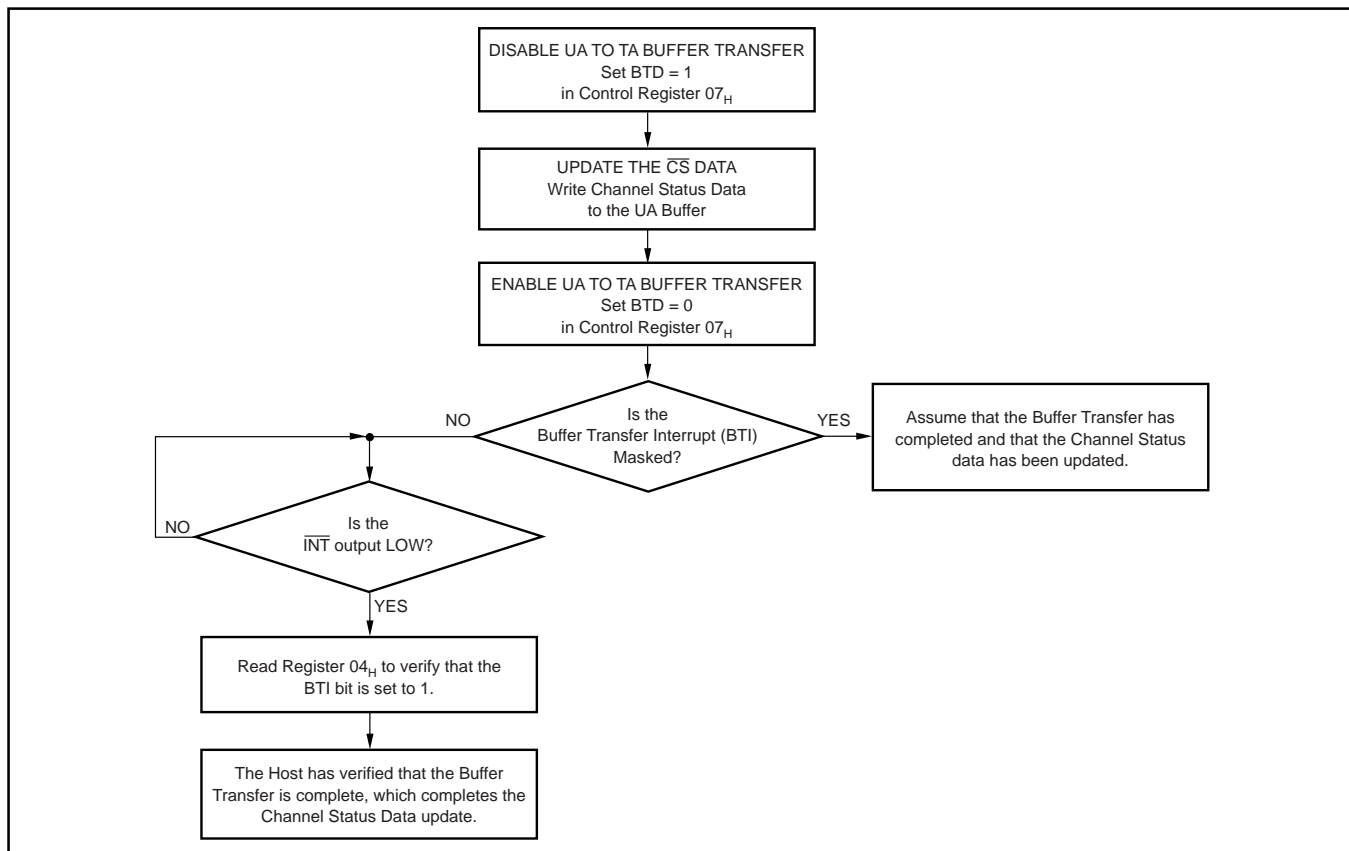 DISABLE UA TO TA BUFFER TRANSFER
Set BTD = 1
in Control Register 07H
UPDATE THE C̅S̅ DATA
Write Channel Status Data
to the UA Buffer
ENABLE UA TO TA BUFFER TRANSFER
Set BTD = 0
in Control Register 07H
Is the
Buffer Transfer Interrupt (BTI)
Masked?
NO
YES
Assume that the Buffer Transfer has
completed and that the Channel Status
data has been updated.
Is the
I̅N̅T̅ output LOW?
NO
YES
Read Register 04H to verify that the
BTI bit is set to 1.
The Host has verified that the Buffer
Transfer is complete, which completes the
Channel Status Data update.